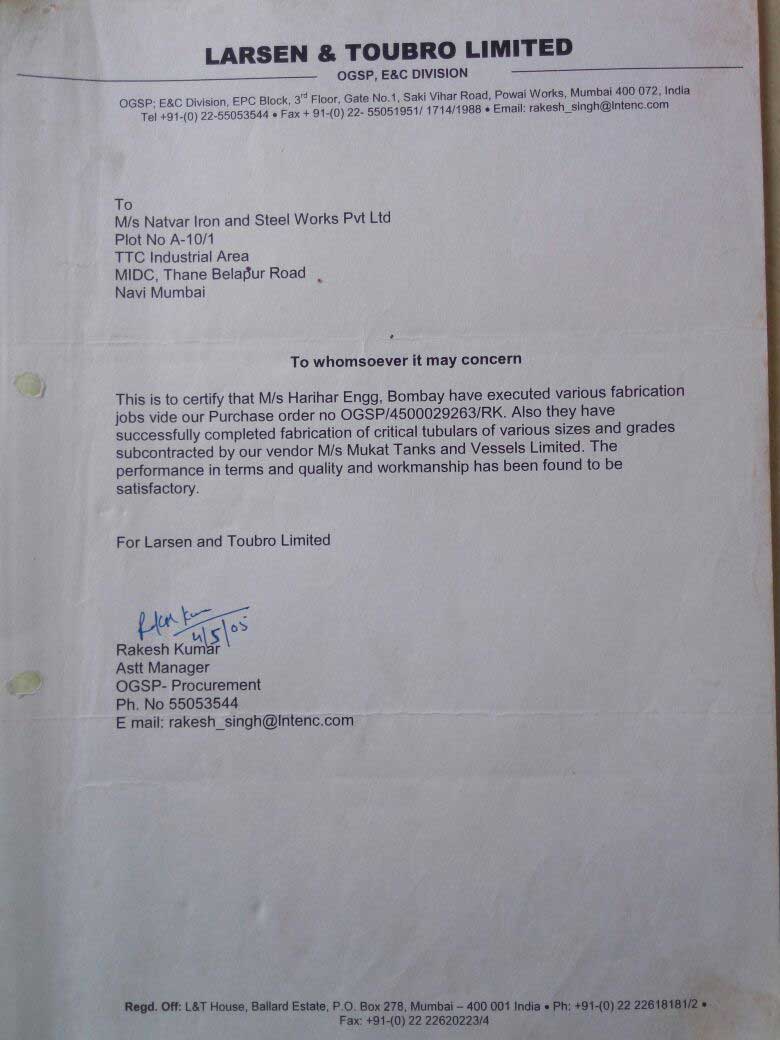 LARSEN & TOUBRO LIMITED
OGSP, E&C DIVISION
OGSP; E&C Division, EPC Block, 3rd Floor, Gate No.1, Saki Vihar Road, Powai Works, Mumbai 400 072, India
Tel +91-(0) 22-55053544 • Fax + 91-(0) 22- 55051951/ 1714/1988 • Email: rakesh_singh@lntenc.com
To
M/s Natvar Iron and Steel Works Pvt Ltd
Plot No A-10/1
TTC Industrial Area
MIDC, Thane Belapur Road
Navi Mumbai
To whomsoever it may concern
This is to certify that M/s Harihar Engg, Bombay have executed various fabrication
jobs vide our Purchase order no OGSP/4500029263/RK. Also they have
successfully completed fabrication of critical tubulars of various sizes and grades
subcontracted by our vendor M/s Mukat Tanks and Vessels Limited. The
performance in terms and quality and workmanship has been found to be
satisfactory.
For Larsen and Toubro Limited
4/5/05
Rakesh Kumar
Astt Manager
OGSP- Procurement
Ph. No 55053544
E mail: rakesh_singh@lntenc.com
Regd. Off: L&T House, Ballard Estate, P.O. Box 278, Mumbai – 400 001 India • Ph: +91-(0) 22 22618181/2 •
Fax: +91-(0) 22 22620223/4